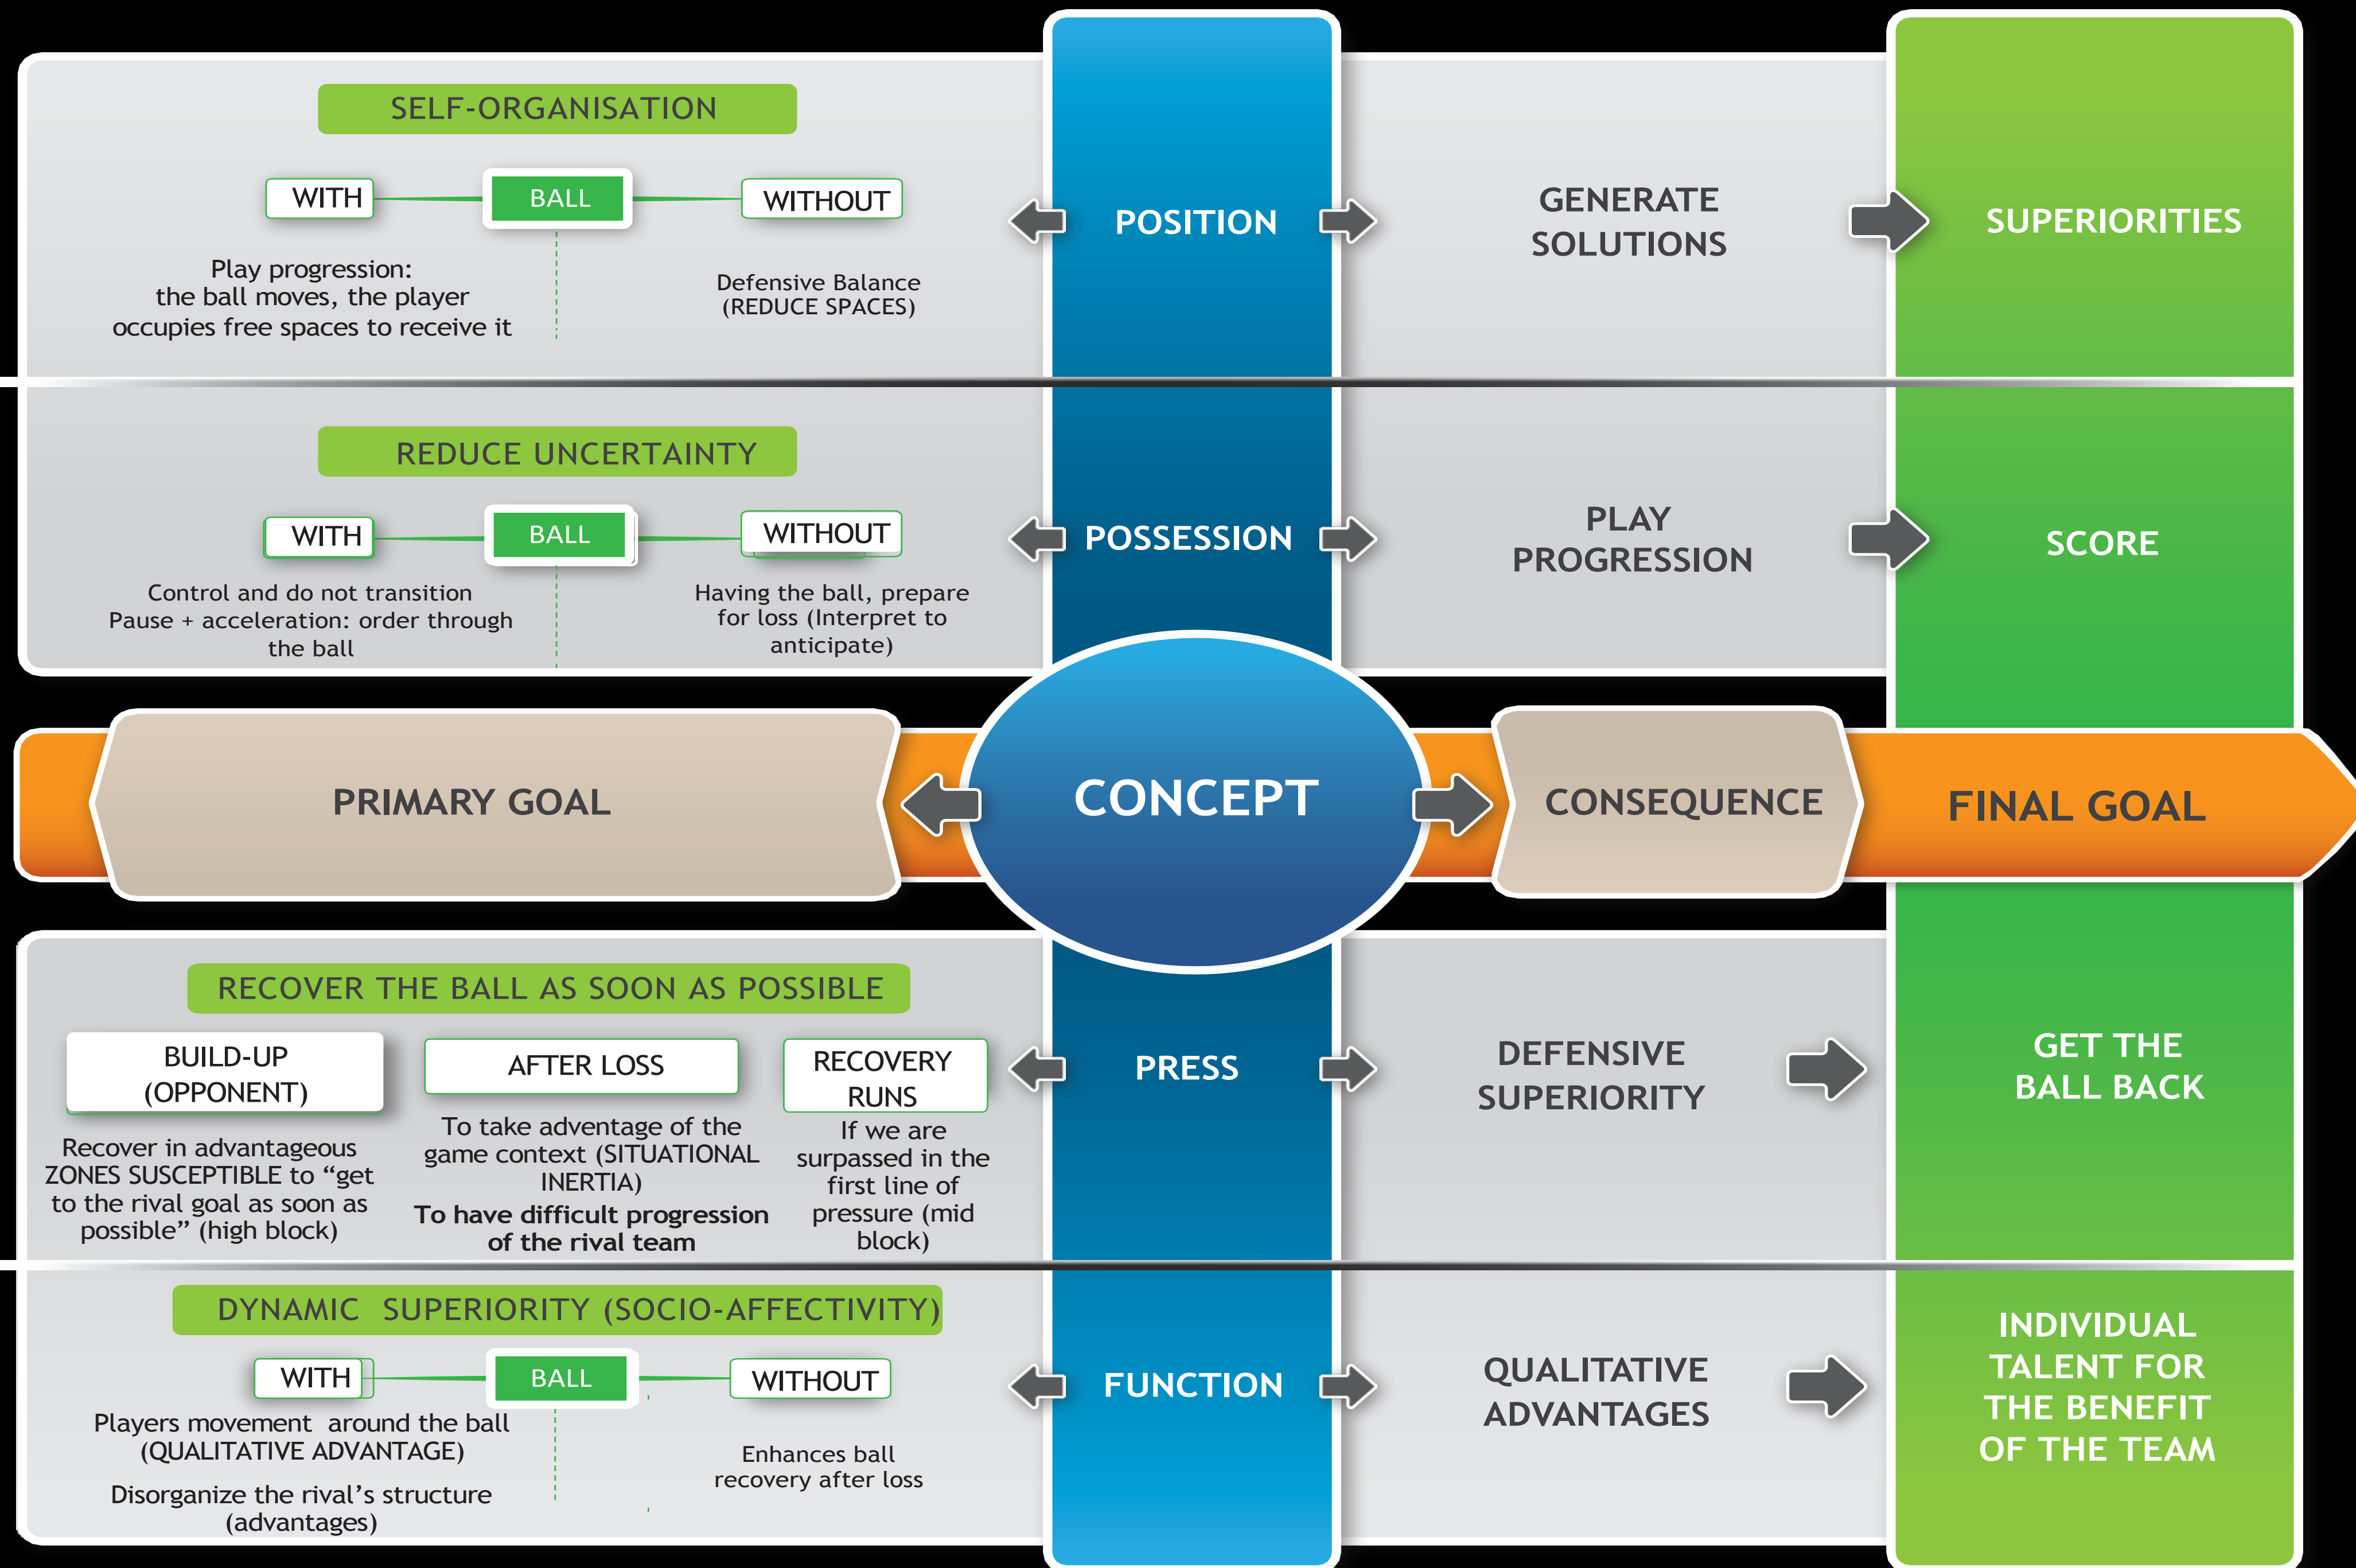 SELF-ORGANISATION
WITH
BALL
WITHOUT
Play progression:
the ball moves, the player
occupies free spaces to receive it
Defensive Balance
(REDUCE SPACES)
POSITION
GENERATE
SOLUTIONS
SUPERIORITIES
REDUCE UNCERTAINTY
WITH
BALL
WITHOUT
Control and do not transition
Pause + acceleration: order through
the ball
Having the ball, prepare
for loss (Interpret to
anticipate)
POSSESSION
PLAY
PROGRESSION
SCORE
PRIMARY GOAL
CONCEPT
CONSEQUENCE
FINAL GOAL
RECOVER THE BALL AS SOON AS POSSIBLE
BUILD-UP
(OPPONENT)
Recover in advantageous
ZONES SUSCEPTIBLE to “get
to the rival goal as soon as
possible” (high block)
AFTER LOSS
To take adventage of the
game context (SITUATIONAL
INERTIA)
To have difficult progression
of the rival team
RECOVERY
RUNS
If we are
surpassed in the
first line of
pressure (mid
block)
PRESS
DEFENSIVE
SUPERIORITY
GET THE
BALL BACK
DYNAMIC SUPERIORITY (SOCIO-AFFECTIVITY)
WITH
BALL
WITHOUT
Players movement around the ball
(QUALITATIVE ADVANTAGE)
Disorganize the rival’s structure
(advantages)
Enhances ball
recovery after loss
FUNCTION
QUALITATIVE
ADVANTAGES
INDIVIDUAL
TALENT FOR
THE BENEFIT
OF THE TEAM